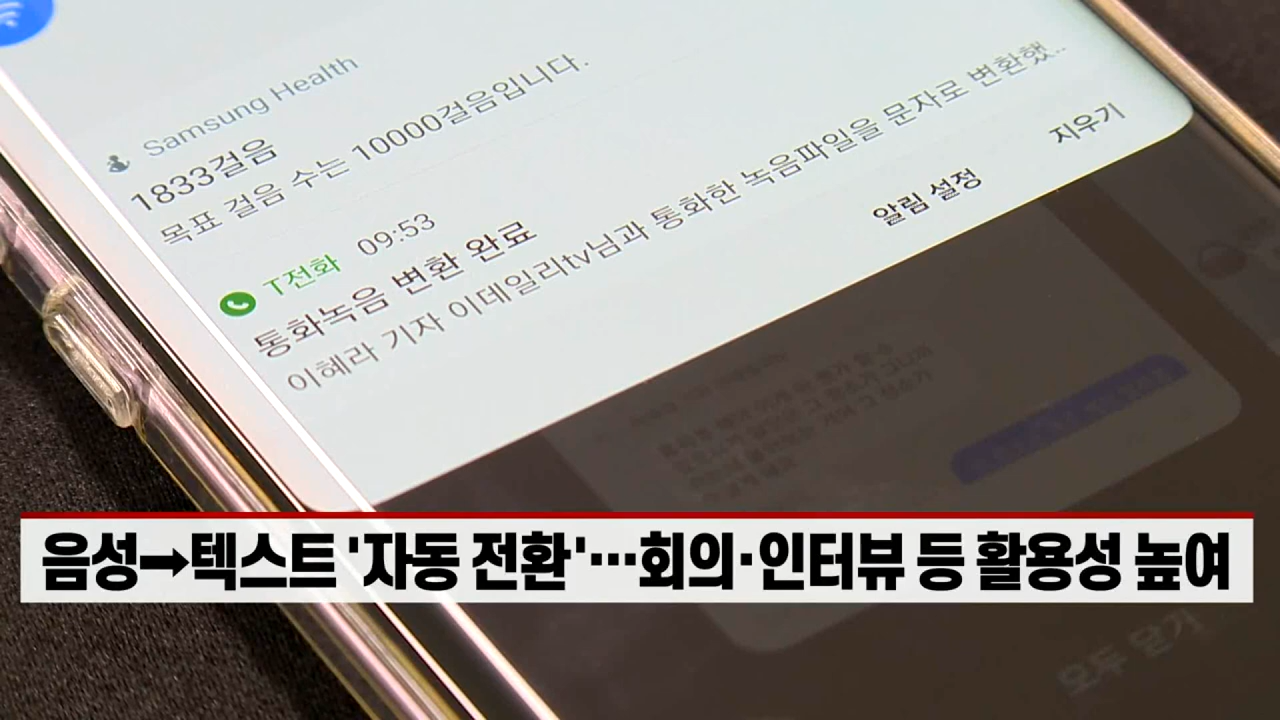 Samsung Health
1833걸음
목표 걸음 수는 10000걸음입니다.
T전화 09:53
통화녹음 변환 완료
이혜라 기자 이데일리tv님과 통화한 녹음파일을 문자로 변환했..
알림 설정 지우기
음성➞텍스트 '자동 전환'…회의·인터뷰 등 활용성 높여
모두 닫기